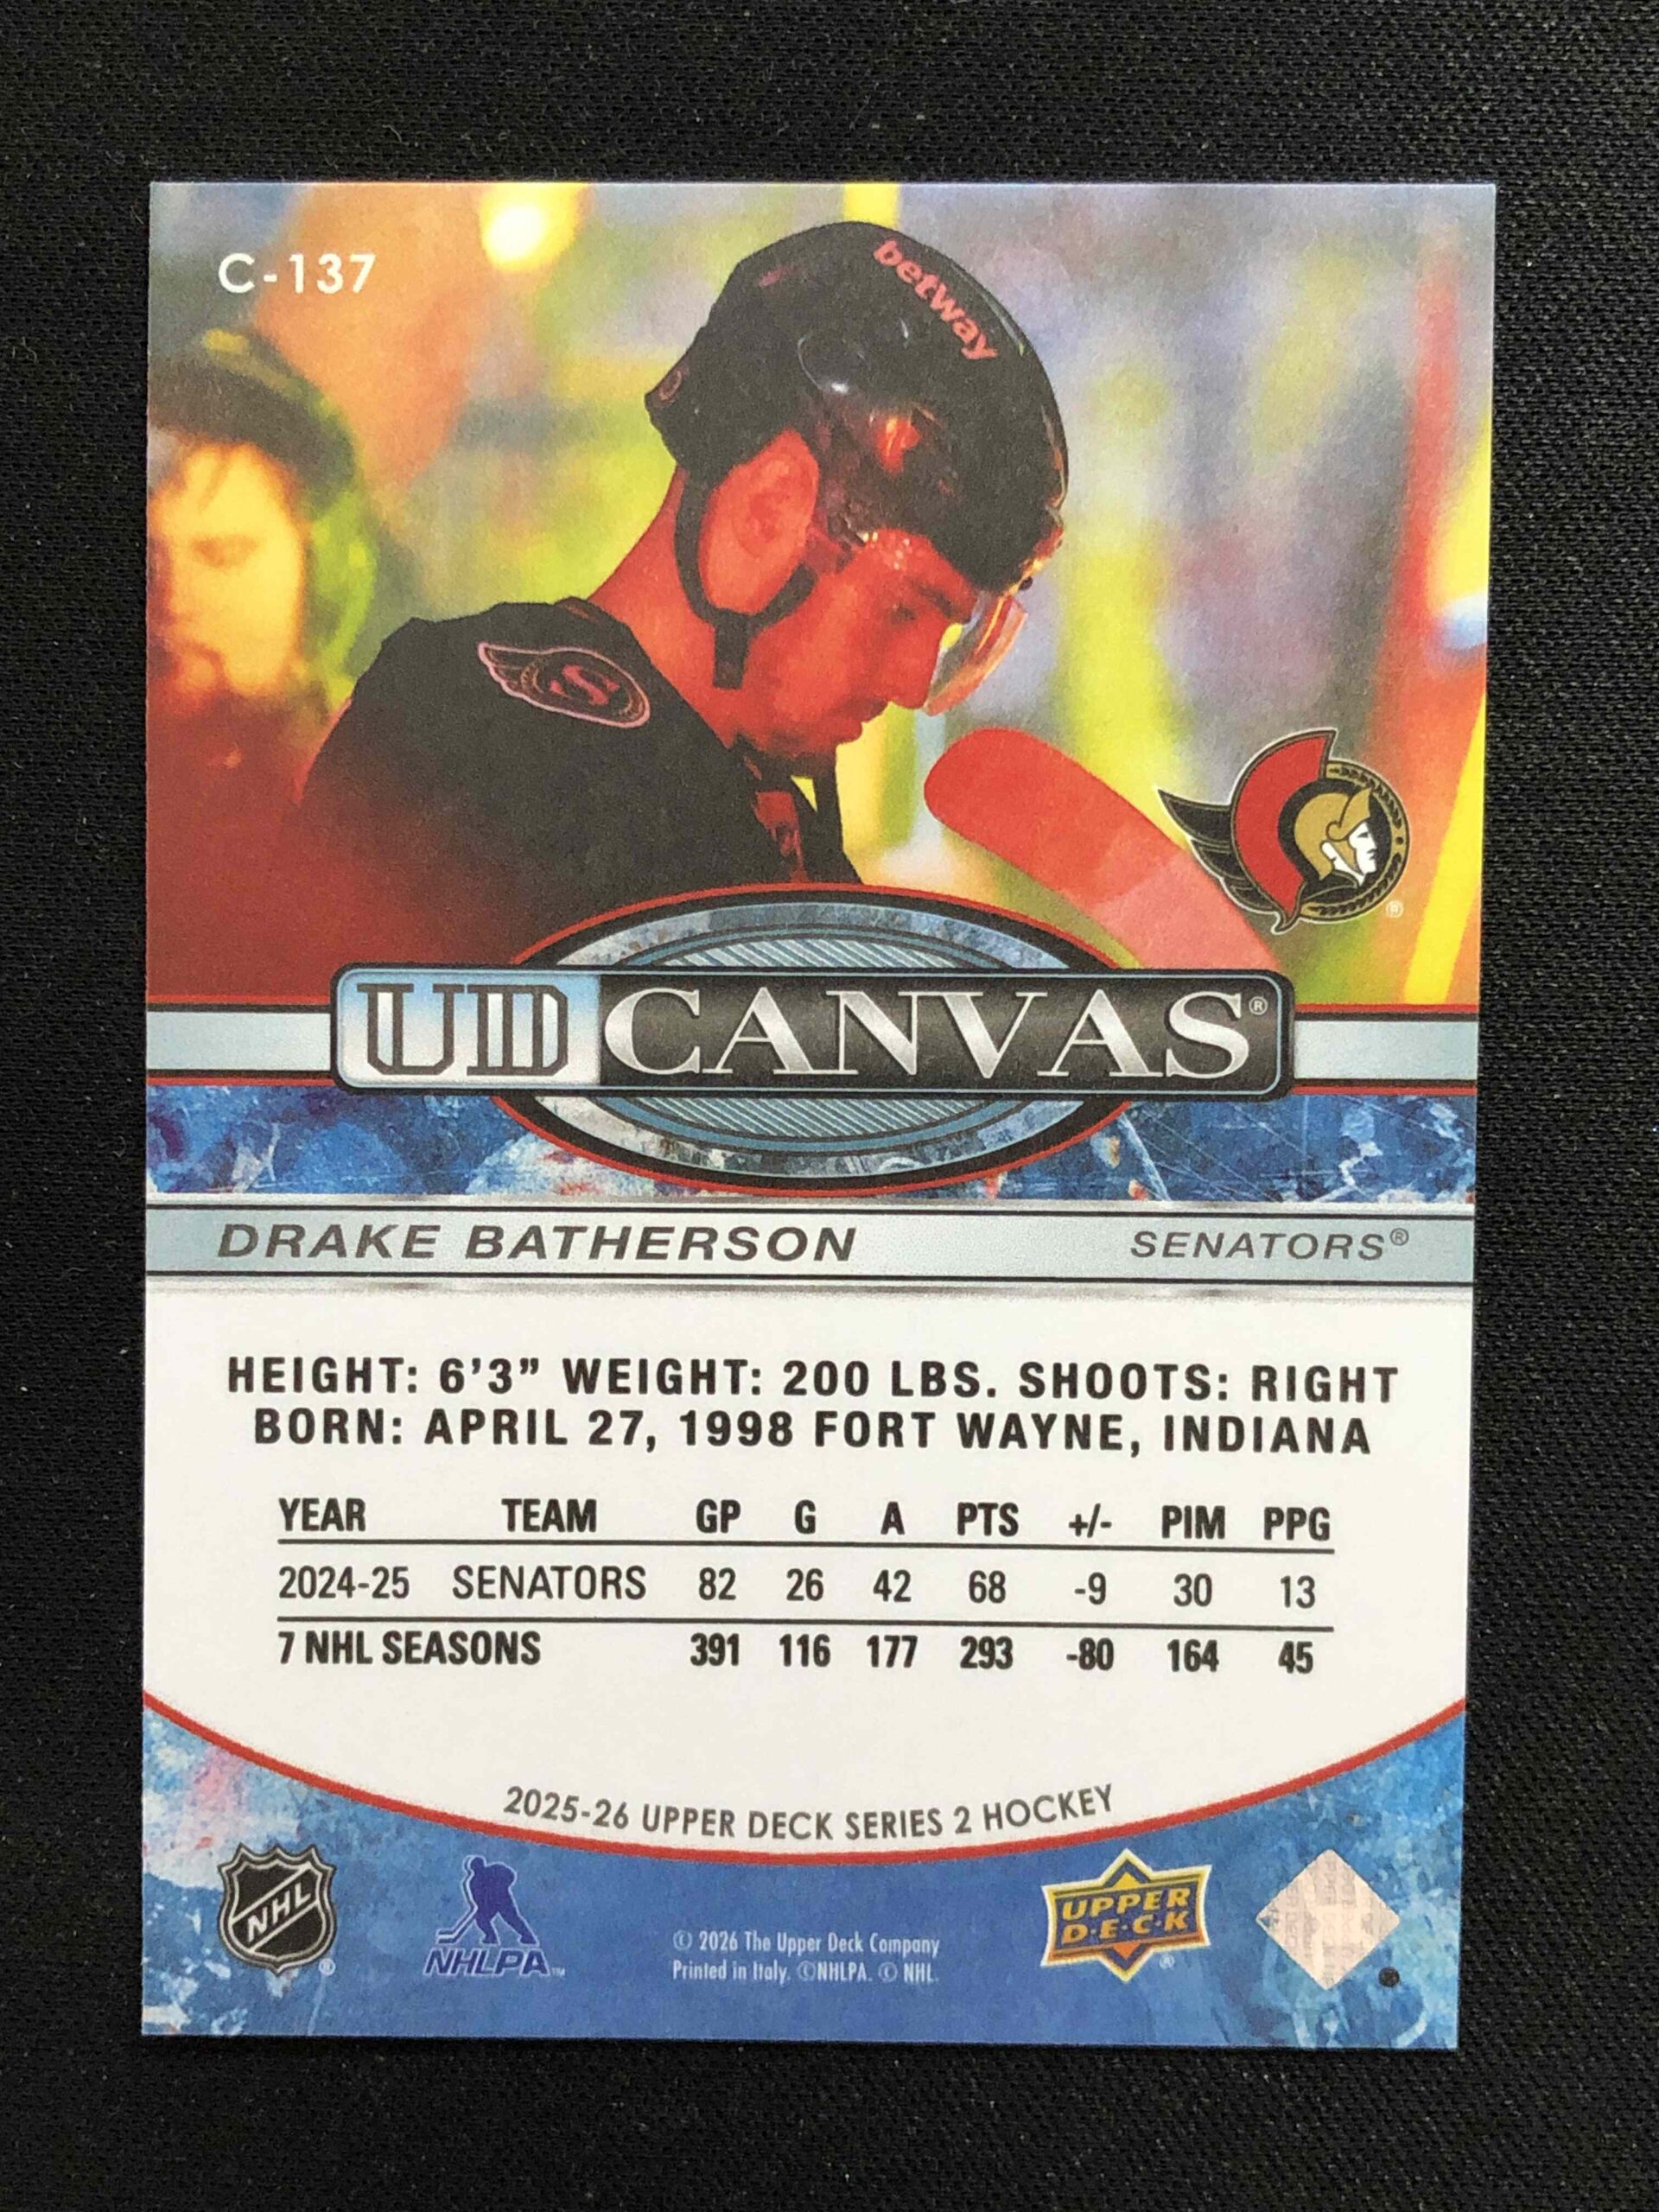 C-137
betway
UD CANVAS®
DRAKE BATHERSON SENATORS®
HEIGHT: 6'3" WEIGHT: 200 LBS. SHOOTS: RIGHT
BORN: APRIL 27, 1998 FORT WAYNE, INDIANA
YEAR TEAM GP G A PTS +/- PIM PPG
2024-25 SENATORS 82 26 42 68 -9 30 13
7 NHL SEASONS 391 116 177 293 -80 164 45
2025-26 UPPER DECK SERIES 2 HOCKEY
NHL®
NHLPA™
© 2026 The Upper Deck Company
Printed in Italy. ©NHLPA. © NHL.
UPPER
D·E·C·K®